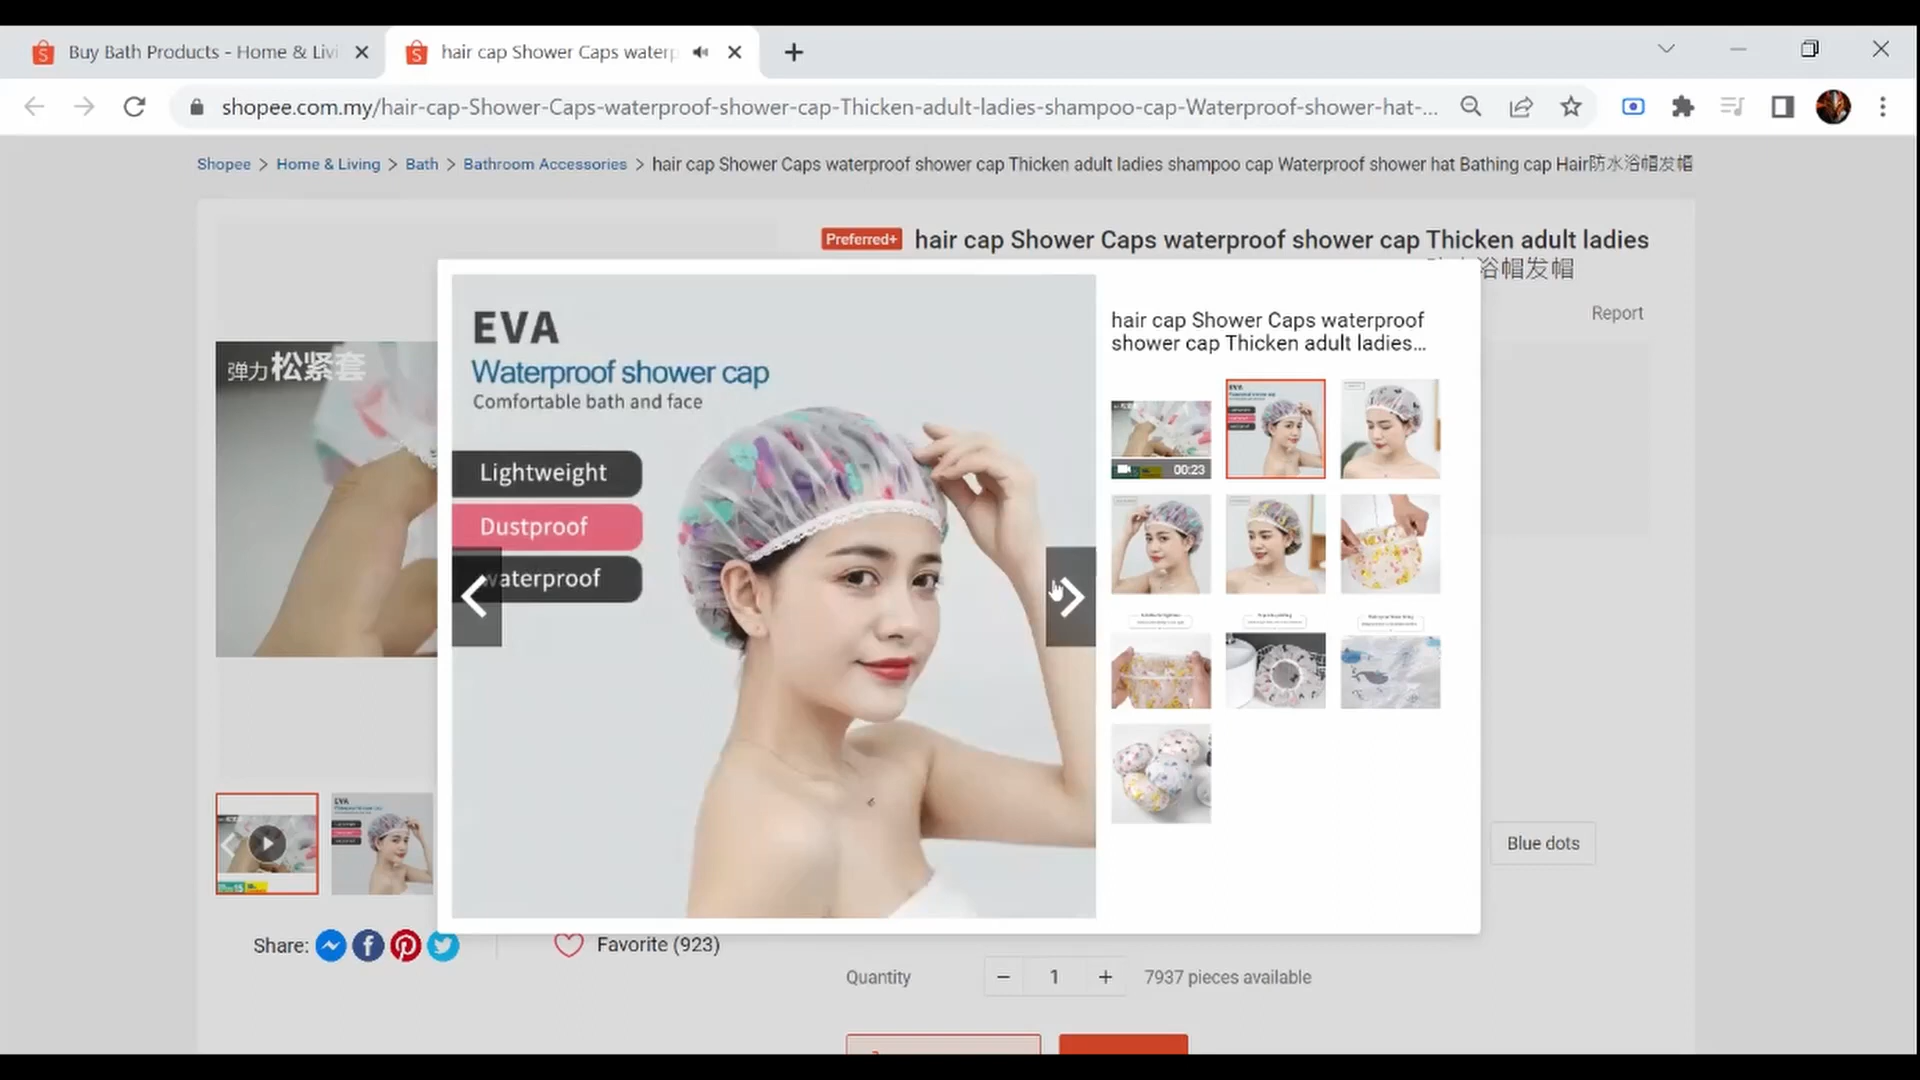 Buy Bath Products - Home & Livi
hair cap Shower Caps waterp
shopee.com.my/hair-cap-Shower-Caps-waterproof-shower-cap-Thicken-adult-ladies-shampoo-cap-Waterproof-shower-hat-...
Shopee > Home & Living > Bath > Bathroom Accessories > hair cap Shower Caps waterproof shower cap Thicken adult ladies shampoo cap Waterproof shower hat Bathing cap Hair防水浴帽发帽
Preferred+ hair cap Shower Caps waterproof shower cap Thicken adult ladies
浴帽发帽
Report
弹力松紧套
EVA
Waterproof shower cap
Comfortable bath and face
Lightweight
Dustproof
waterproof
hair cap Shower Caps waterproof
shower cap Thicken adult ladies...
00:23
EVA
Blue dots
Share:
Favorite (923)
Quantity
1
7937 pieces available